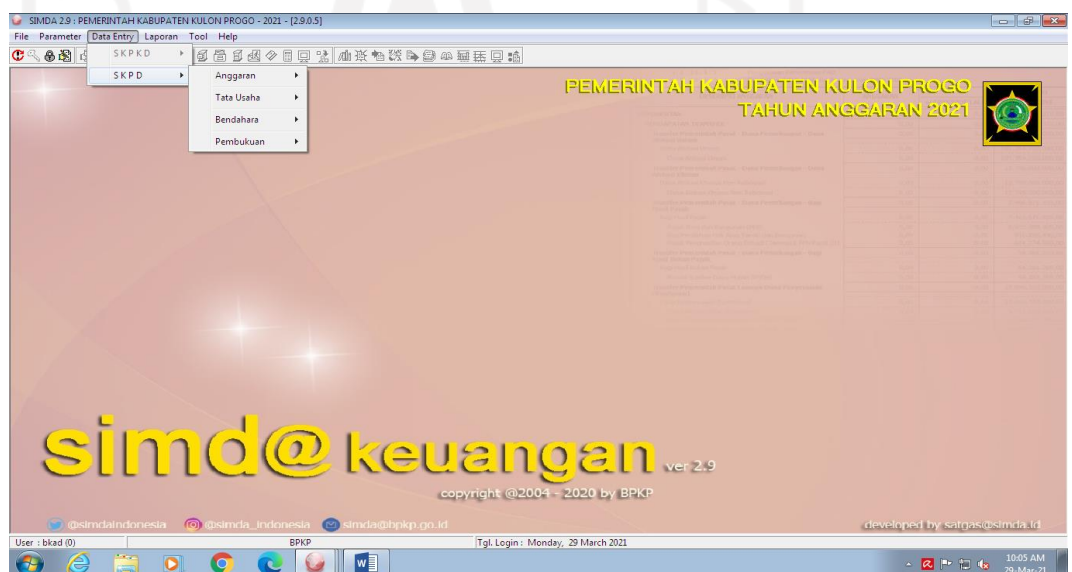 SIMDA 2.9 : PEMERINTAH KABUPATEN KULON PROGO - 2021 - [2.9.0.5]
File Parameter Data Entry Laporan Tool Help
SKPKD
SKPD
Anggaran
Tata Usaha
Bendahara
Pembukuan
PEMERINTAH KABUPATEN KULON PROGO
TAHUN ANGGARAN 2021
simd@ keuangan ver 2.9
copyright @2004 - 2020 by BPKP
@simdaindonesia @simda_indonesia simda@bpkp.go.id
developed by satgas@simda.id
User : bkad (0) BPKP Tgl. Login : Monday, 29 March 2021
10:05 AM
29-Mar-21